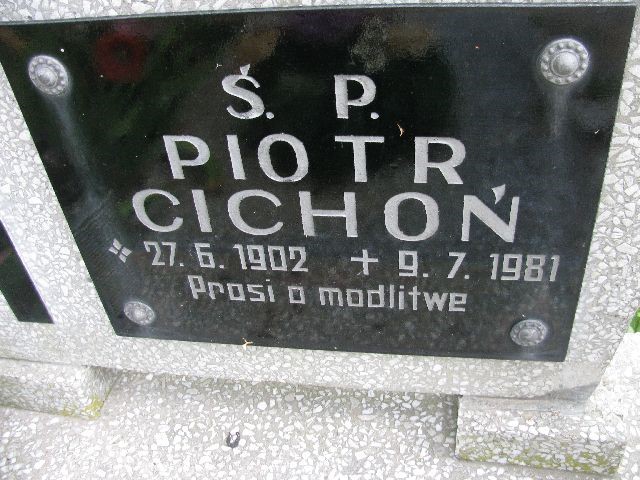 Ś. P.
PIOTR
CICHOŃ
27. 6. 1902 + 9. 7. 1981
Prosi o modlitwe